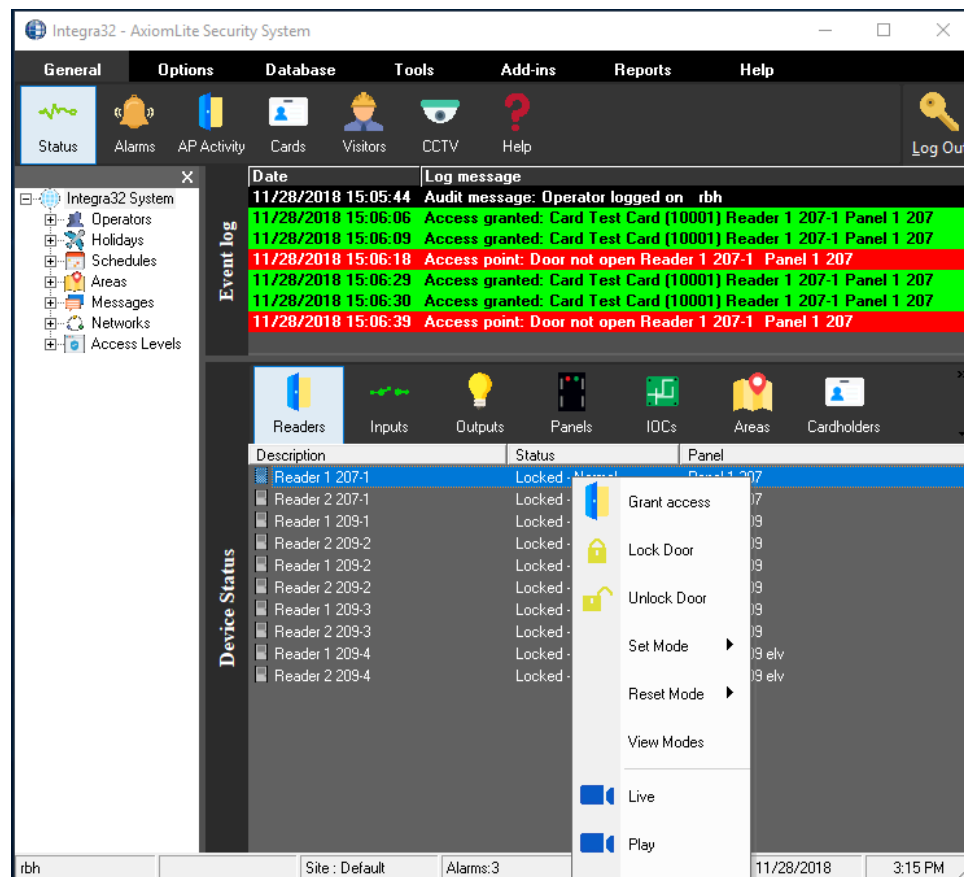 Integra32 - AxiomLite Security System
General Options Database Tools Add-ins Reports Help
Status Alarms AP Activity Cards Visitors CCTV Help Log Out
Integra32 System
Operators
Holidays
Schedules
Areas
Messages
Networks
Access Levels
Event log
Date Log message
11/28/2018 15:05:44 Audit message: Operator logged on rbh
11/28/2018 15:06:06 Access granted: Card Test Card (10001) Reader 1 207-1 Panel 1 207
11/28/2018 15:06:09 Access granted: Card Test Card (10001) Reader 1 207-1 Panel 1 207
11/28/2018 15:06:18 Access point: Door not open Reader 1 207-1 Panel 1 207
11/28/2018 15:06:29 Access granted: Card Test Card (10001) Reader 1 207-1 Panel 1 207
11/28/2018 15:06:30 Access granted: Card Test Card (10001) Reader 1 207-1 Panel 1 207
11/28/2018 15:06:39 Access point: Door not open Reader 1 207-1 Panel 1 207
Device Status
Readers Inputs Outputs Panels IOCs Areas Cardholders
Description Status Panel
Reader 1 207-1 Locked - Normal Panel 1 207
Reader 2 207-1 Locked -
Reader 1 209-1 Locked -
Reader 2 209-2 Locked -
Reader 1 209-2 Locked -
Reader 2 209-2 Locked -
Reader 1 209-3 Locked -
Reader 2 209-3 Locked -
Reader 1 209-4 Locked - elv
Reader 2 209-4 Locked - elv
Grant access
Lock Door
Unlock Door
Set Mode
Reset Mode
View Modes
Live
Play
rbh Site : Default Alarms:3 11/28/2018 3:15 PM